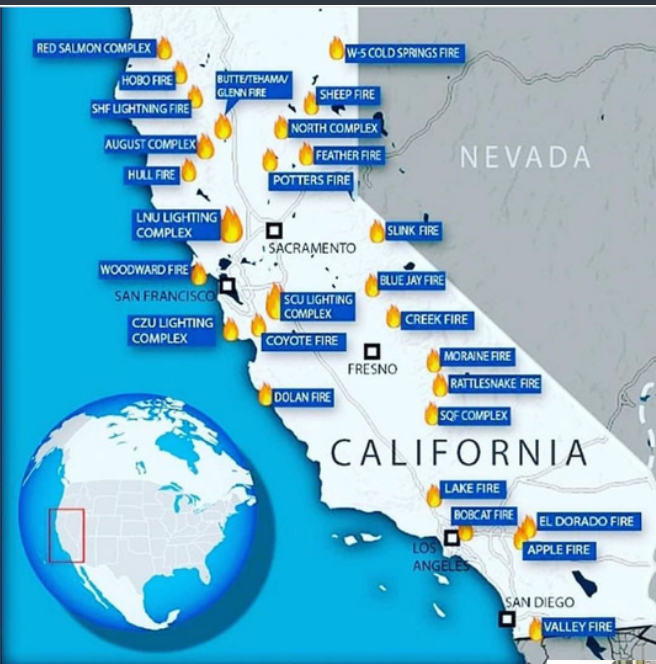 RED SALMON COMPLEX
W-5 COLD SPRINGS FIRE
HOBO FIRE
BUTTE/TEHAMA/
GLENN FIRE
SHF LIGHTNING FIRE
SHEEP FIRE
NORTH COMPLEX
AUGUST COMPLEX
FEATHER FIRE
NEVADA
HULL FIRE
POTTERS FIRE
LNU LIGHTING
COMPLEX
SLINK FIRE
SACRAMENTO
WOODWARD FIRE
BLUE JAY FIRE
SAN FRANCISCO
SCU LIGHTING
COMPLEX
CREEK FIRE
CZU LIGHTING
COMPLEX
COYOTE FIRE
MORAINE FIRE
FRESNO
RATTLESNAKE FIRE
DOLAN FIRE
SQF COMPLEX
CALIFORNIA
LAKE FIRE
BOBCAT FIRE
EL DORADO FIRE
LOS
ANGELES
APPLE FIRE
SAN DIEGO
VALLEY FIRE